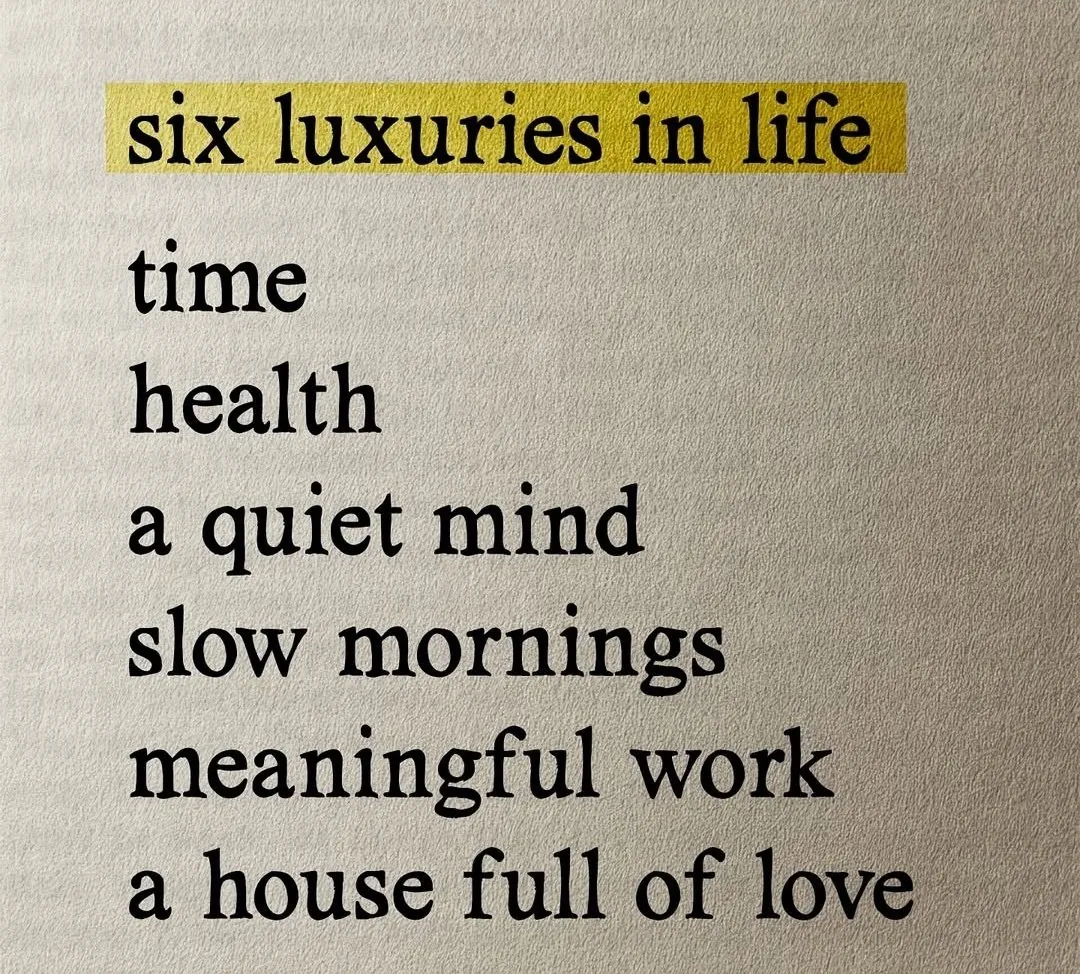 six luxuries in life
time
health
a quiet mind
slow mornings
meaningful work
a house full of love